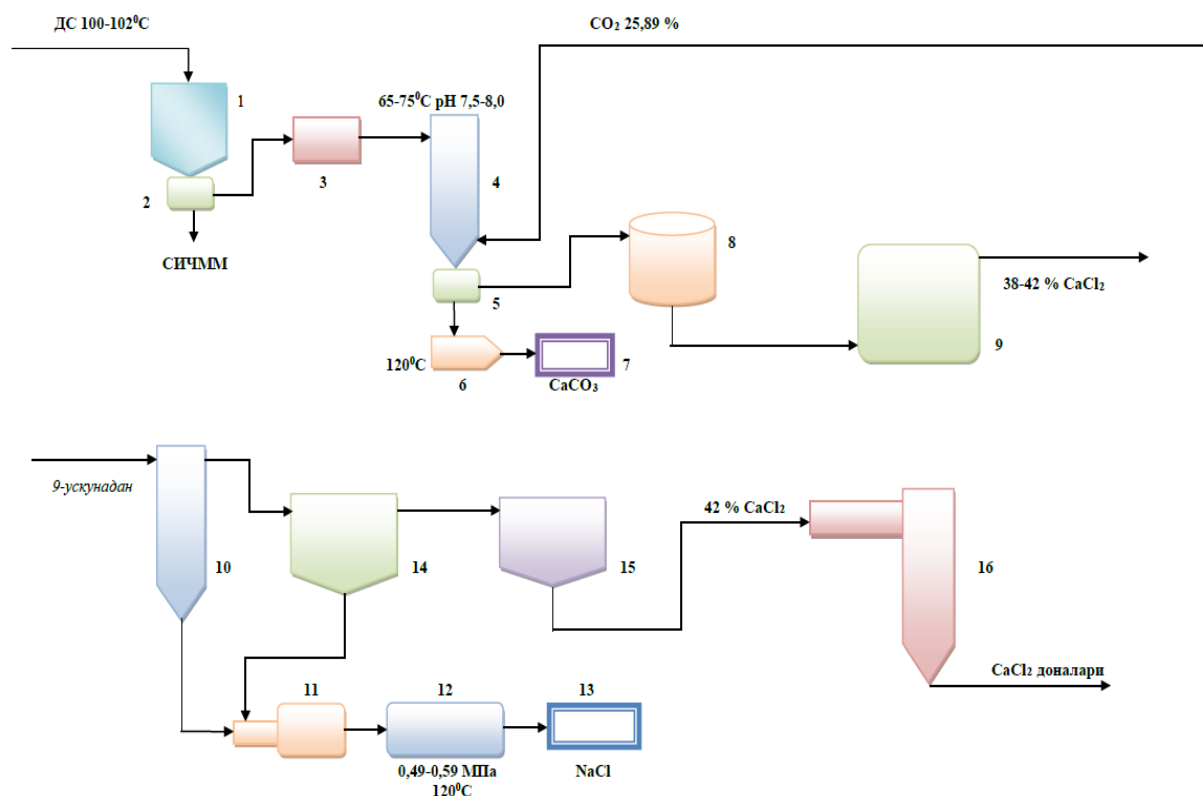 ДС 100-102⁰С
CO₂ 25,89 %
1
65-75⁰С рН 7,5-8,0
2
3
4
СИЧММ
8
38-42 % CaCl₂
5
9
120⁰С
6
CaCO₃
7
9-ускунадан
42 % CaCl₂
10
14
15
16
CaCl₂ доналари
11
12
13
0,49-0,59 МПа
120⁰С
NaCl